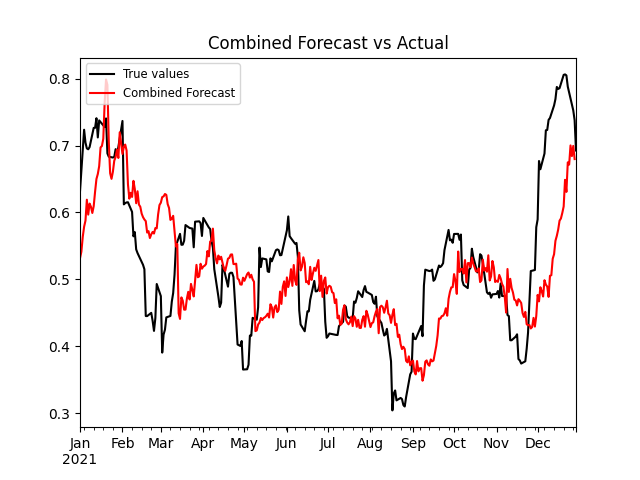 Combined Forecast vs Actual
True values
Combined Forecast
0.8
0.7
0.6
0.5
0.4
0.3
Jan Feb Mar Apr May Jun Jul Aug Sep Oct Nov Dec
2021